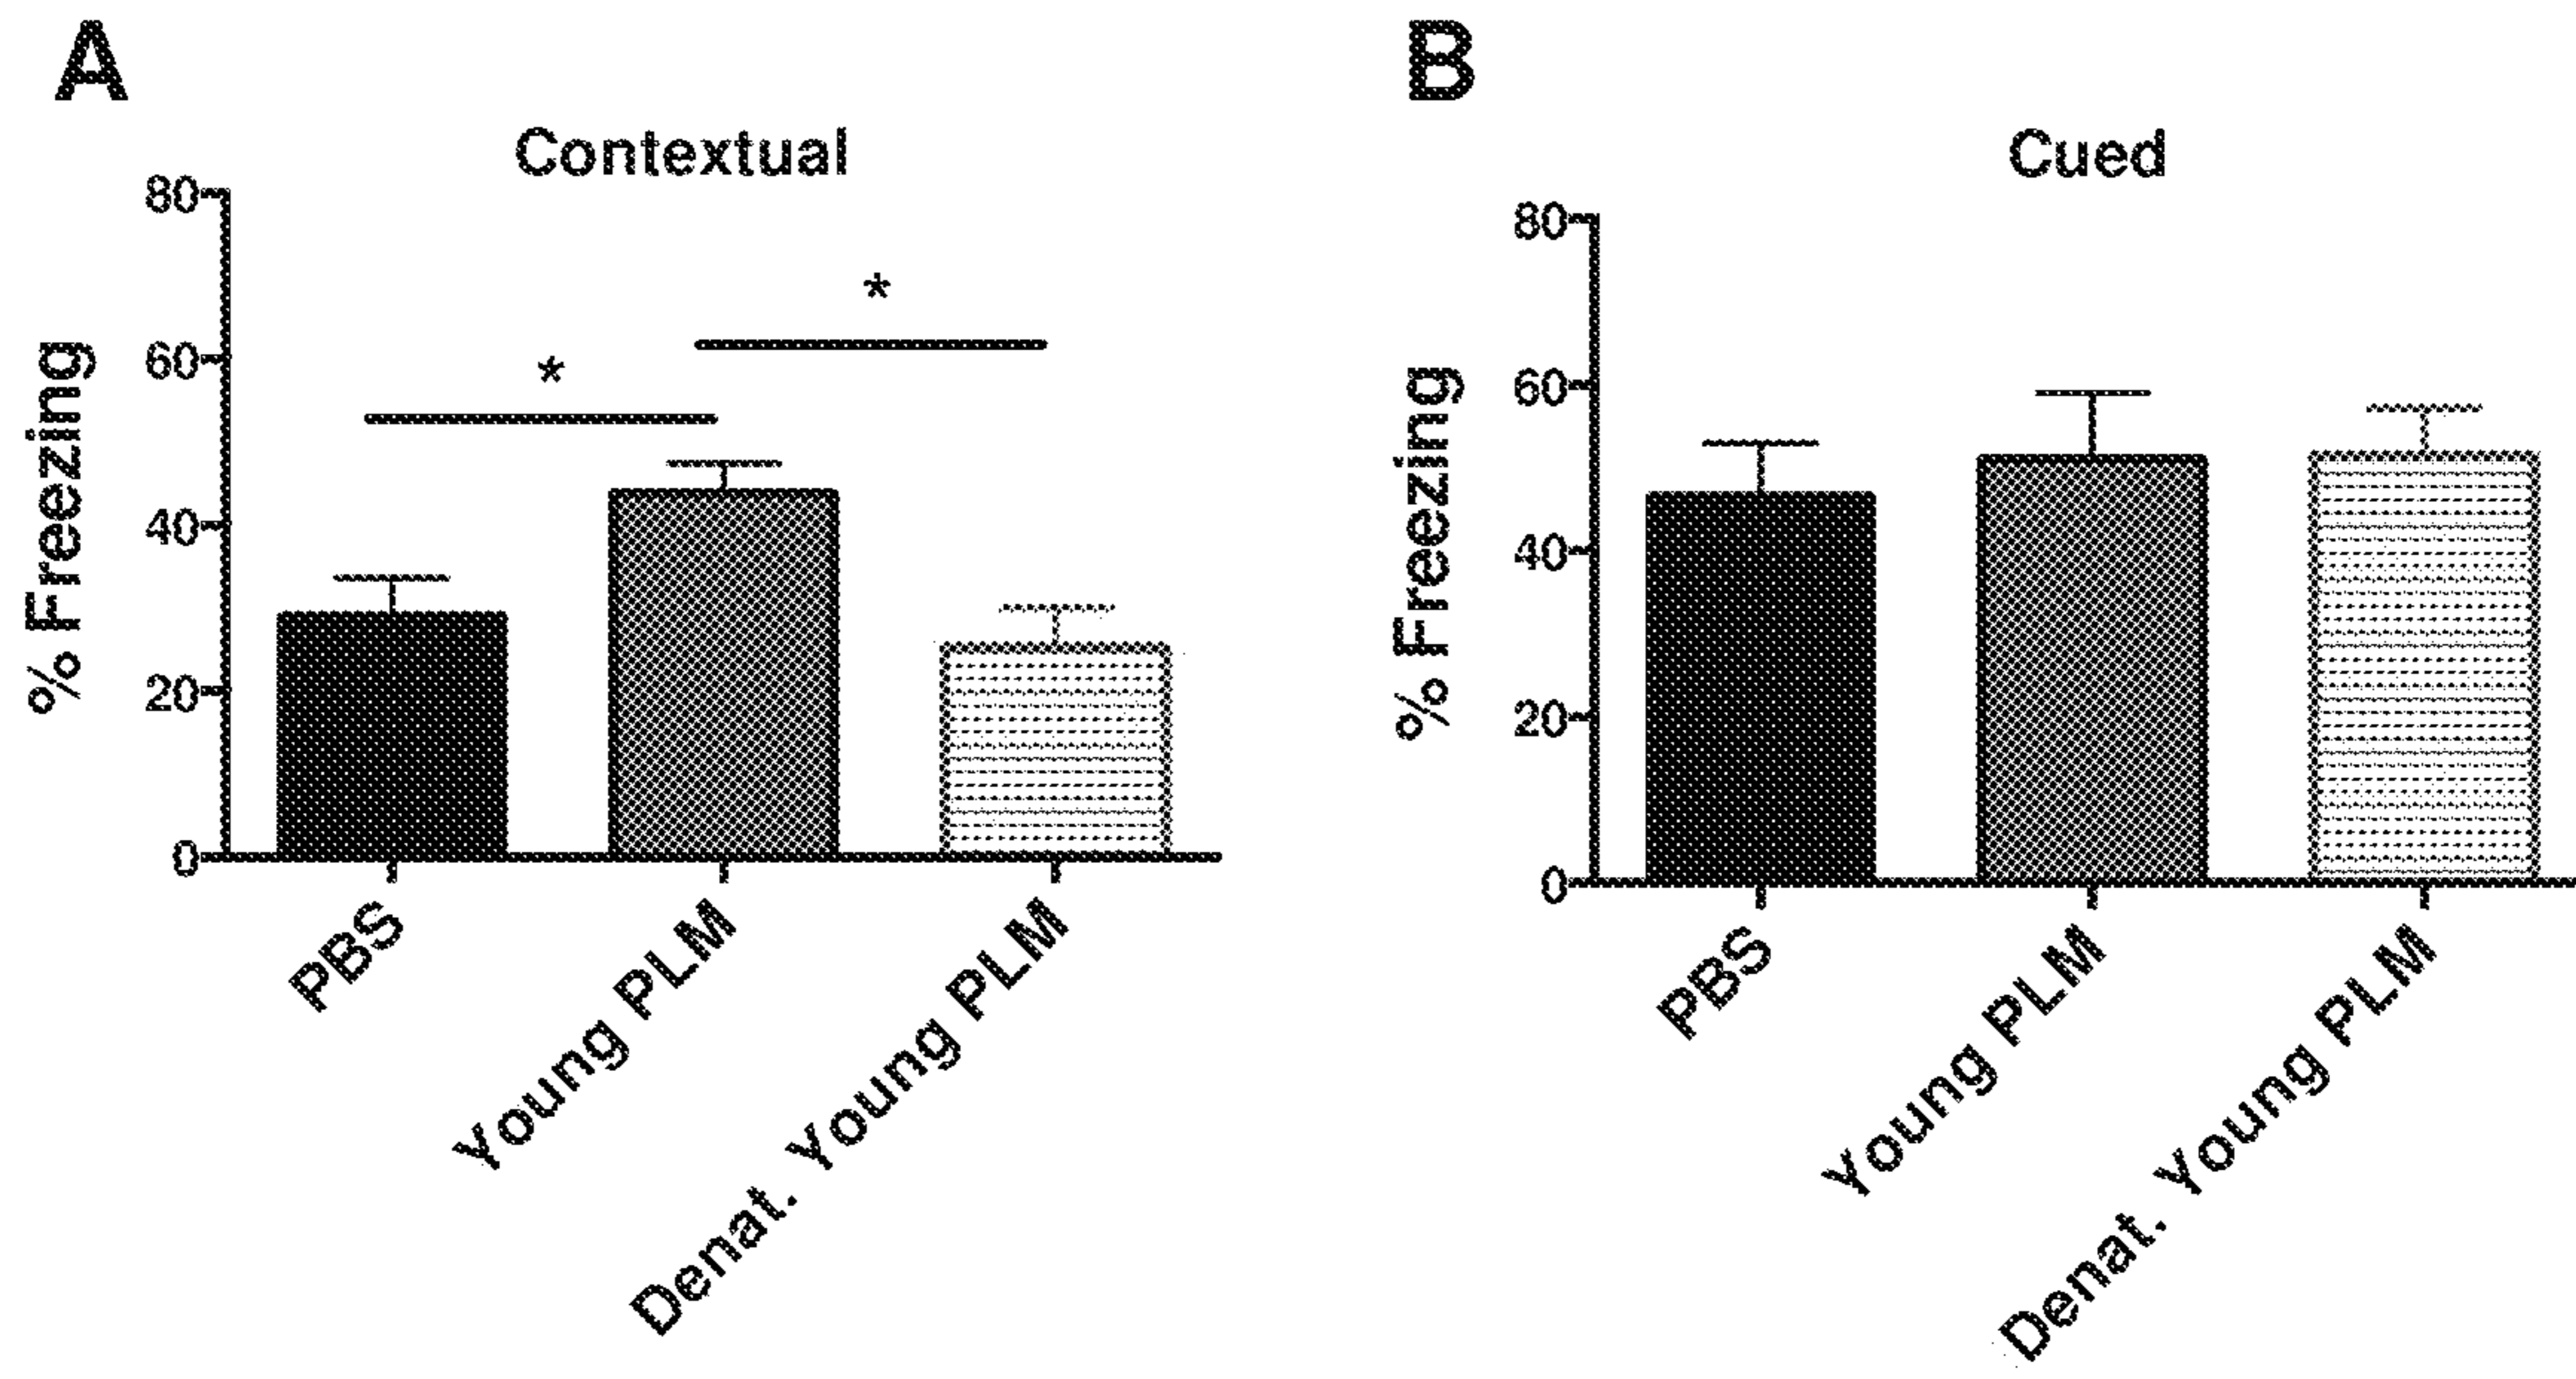 A
Contextual
% Freezing
80
60
40
20
0
*
*
PBS
Young PLM
Denat. Young PLM
B
Cued
% Freezing
80
60
40
20
0
PBS
Young PLM
Denat. Young PLM